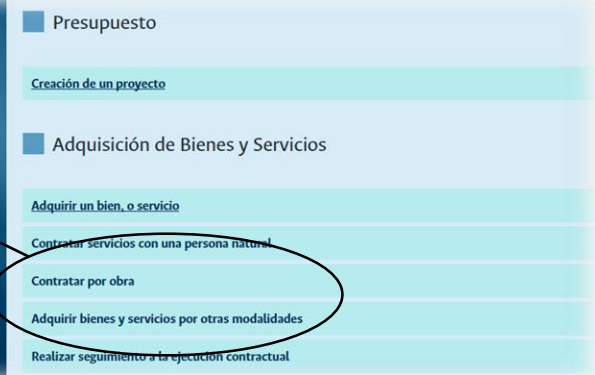 Presupuesto
Creación de un proyecto
Adquisición de Bienes y Servicios
Adquirir un bien, o servicio
Contratar servicios con una persona natural
Contratar por obra
Adquirir bienes y servicios por otras modalidades
Realizar seguimiento a la ejecución contractual